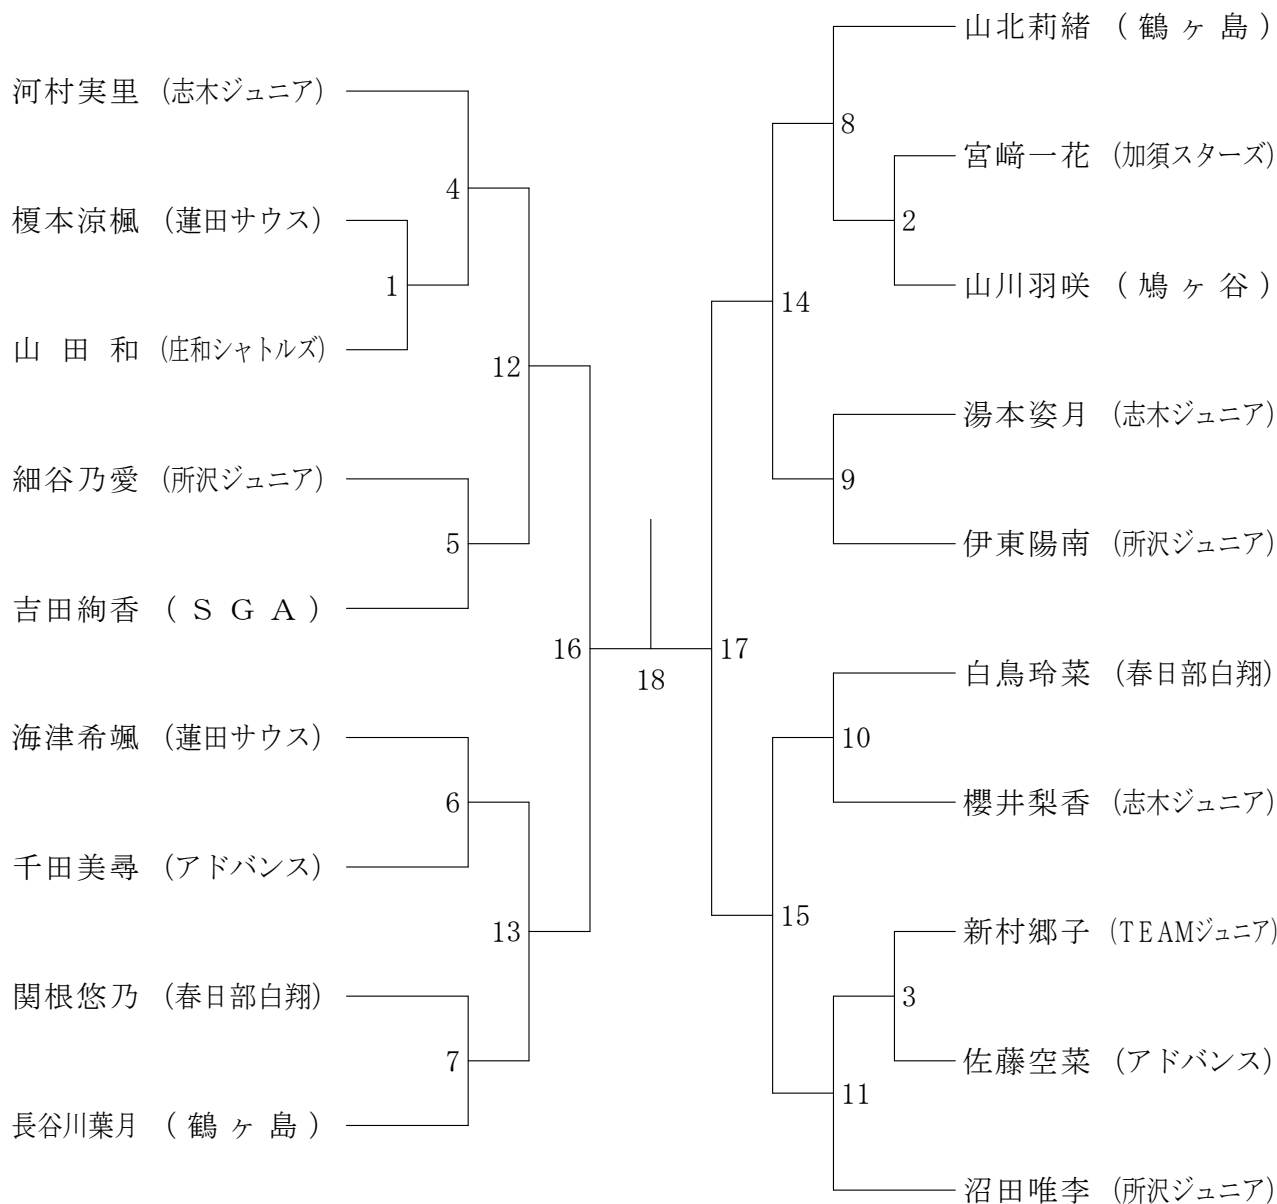 河村実里 (志木ジュニア)
榎本涼楓 (蓮田サウス)
山田和 (庄和シャトルズ)
細谷乃愛 (所沢ジュニア)
吉田絢香 (ＳＧＡ)
海津希颯 (蓮田サウス)
千田美尋 (アドバンス)
関根悠乃 (春日部白翔)
長谷川葉月 (鶴ヶ島)
4
1
12
5
16
6
13
7
18
山北莉緒 (鶴ヶ島)
宮﨑一花 (加須スターズ)
山川羽咲 (鳩ヶ谷)
湯本姿月 (志木ジュニア)
伊東陽南 (所沢ジュニア)
白鳥玲菜 (春日部白翔)
櫻井梨香 (志木ジュニア)
新村郷子 (TEAMジュニア)
佐藤空菜 (アドバンス)
沼田唯李 (所沢ジュニア)
8
2
14
9
17
10
15
3
11